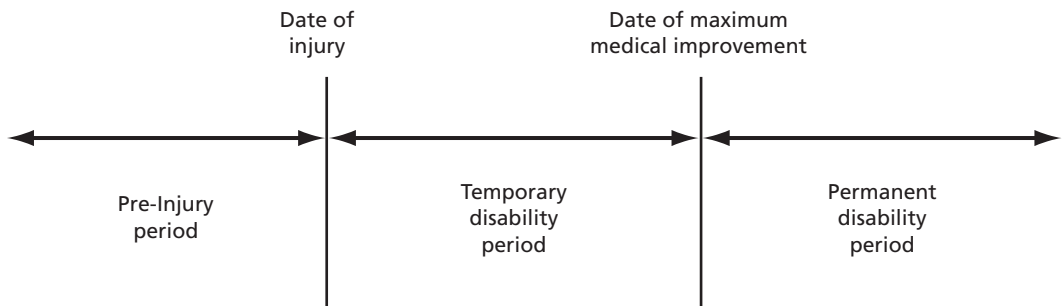 Date of
injury
Date of maximum
medical improvement
Pre-Injury
period
Temporary
disability
period
Permanent
disability
period